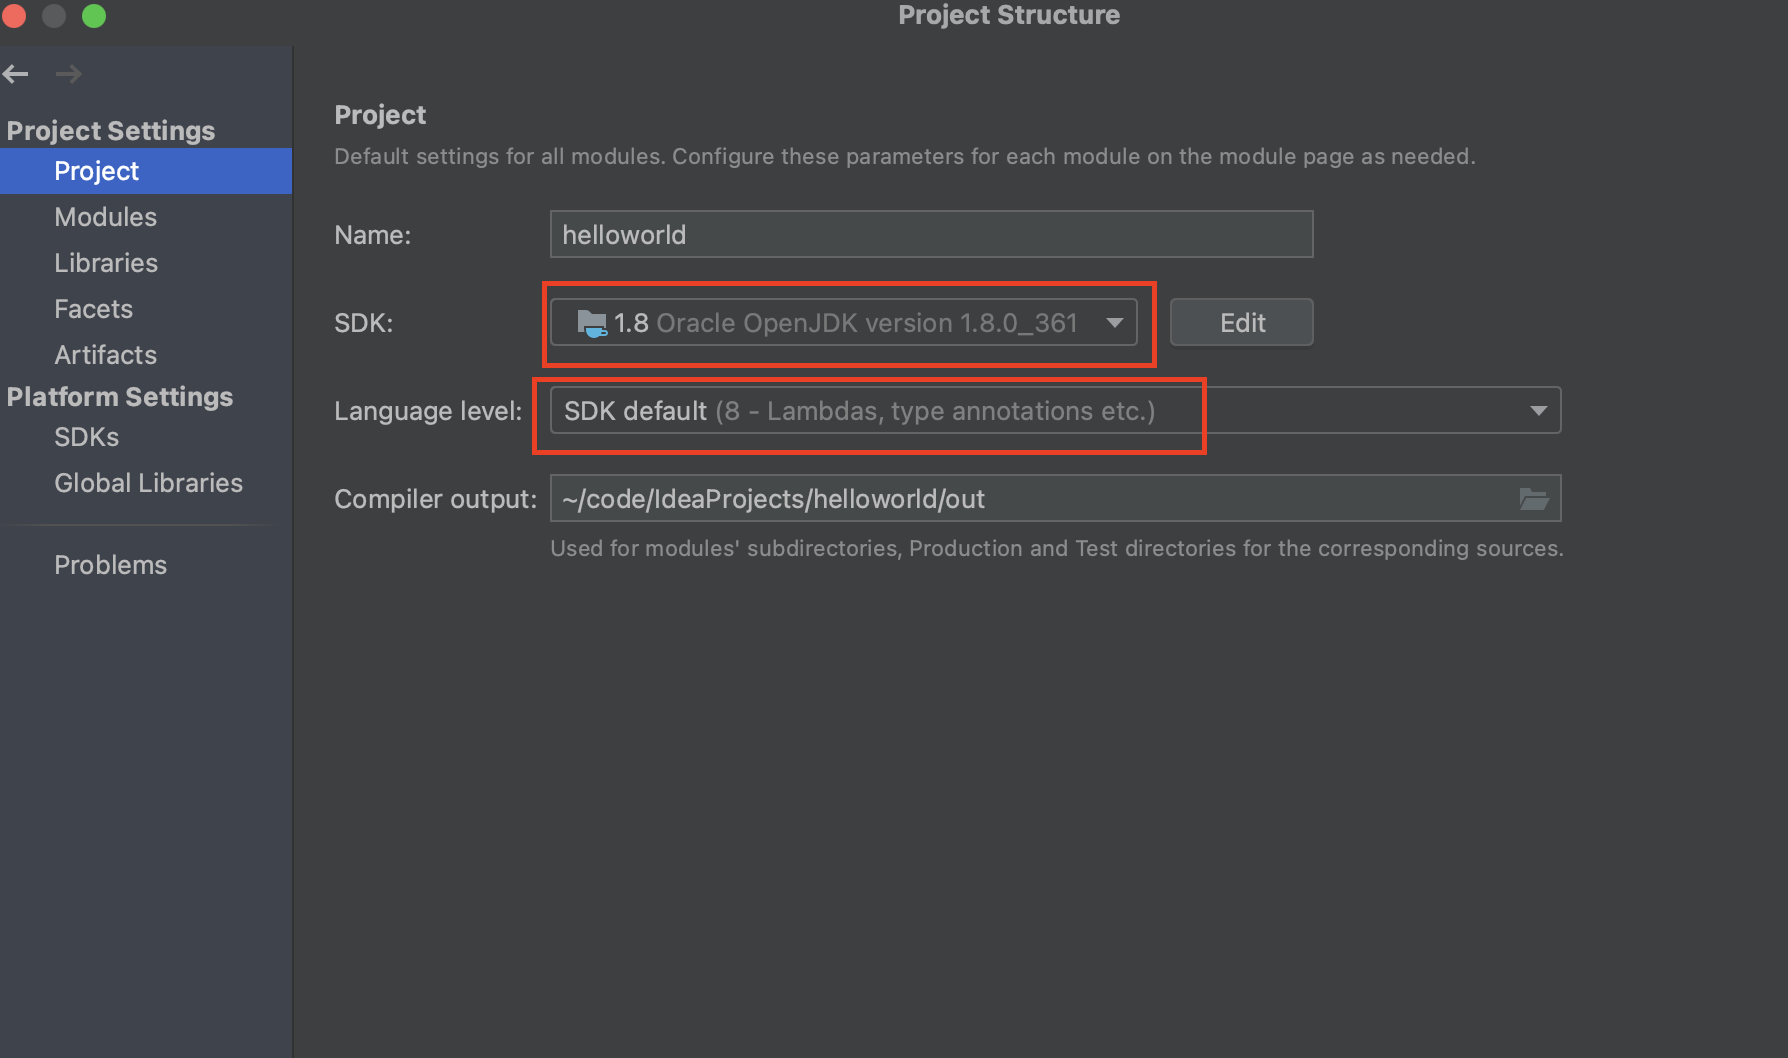 Project Structure
Project Settings
Project
Modules
Libraries
Facets
Artifacts
Platform Settings
SDKs
Global Libraries
Problems
Project
Default settings for all modules. Configure these parameters for each module on the module page as needed.
Name: helloworld
SDK: 1.8 Oracle OpenJDK version 1.8.0_361 Edit
Language level: SDK default (8 - Lambdas, type annotations etc.)
Compiler output: ~/code/IdeaProjects/helloworld/out
Used for modules' subdirectories, Production and Test directories for the corresponding sources.